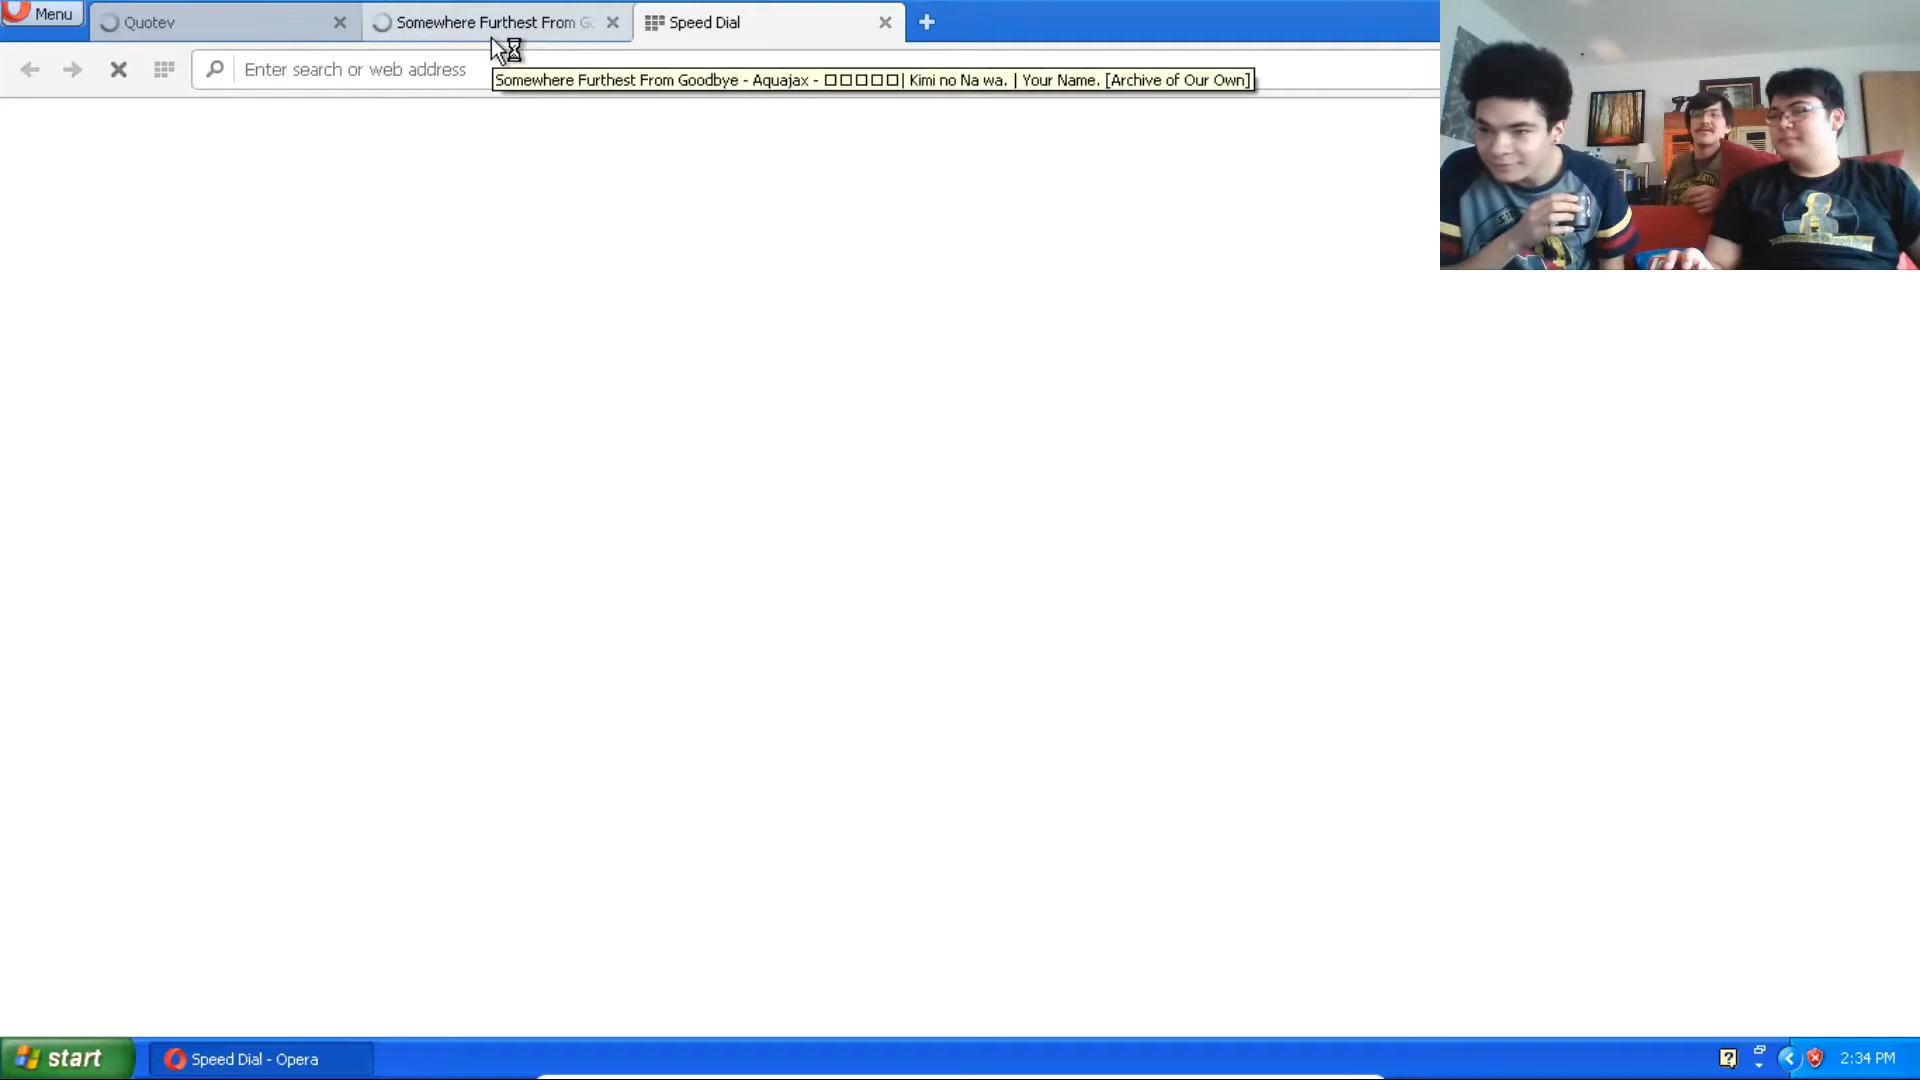 Menu
Quotev
Somewhere Furthest From G
Speed Dial
Enter search or web address
Somewhere Furthest From Goodbye - Aquajax - □□□□□| Kimi no Na wa. | Your Name. [Archive of Our Own]
start
Speed Dial - Opera
2:34 PM